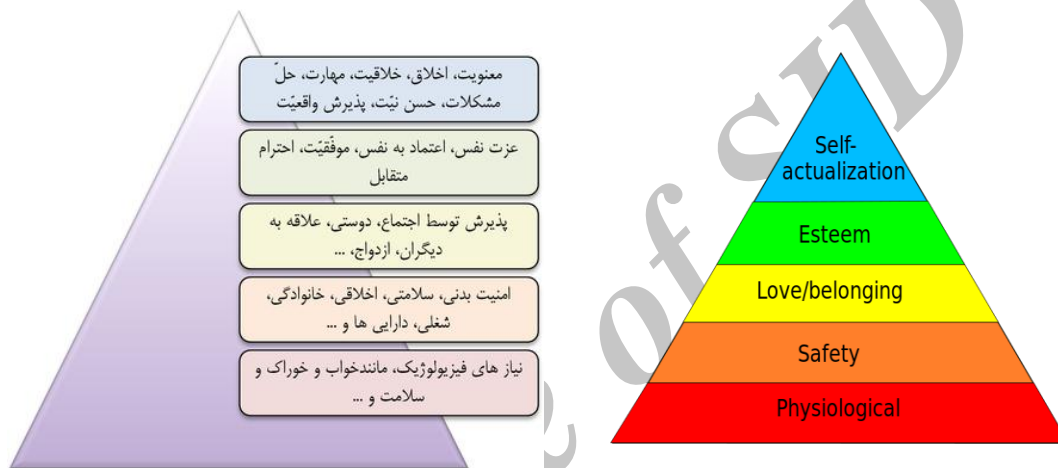 معنویت، اخلاق، خلاقیت، مهارت، حلّ
مشکلات، حسن نیّت، پذیرش واقعیّت
عزت نفس، اعتماد به نفس، موفّقیّت، احترام
متقابل
پذیرش توسط اجتماع، دوستی، علاقه به
دیگران، ازدواج، ...
امنیت بدنی، سلامتی، اخلاقی، خانوادگی،
شغلی، دارایی ها و ...
نیاز های فیزیولوژیک، مانندخواب و خوراک و
سلامت و ...
Self-
actualization
Esteem
Love/belonging
Safety
Physiological
e of SID